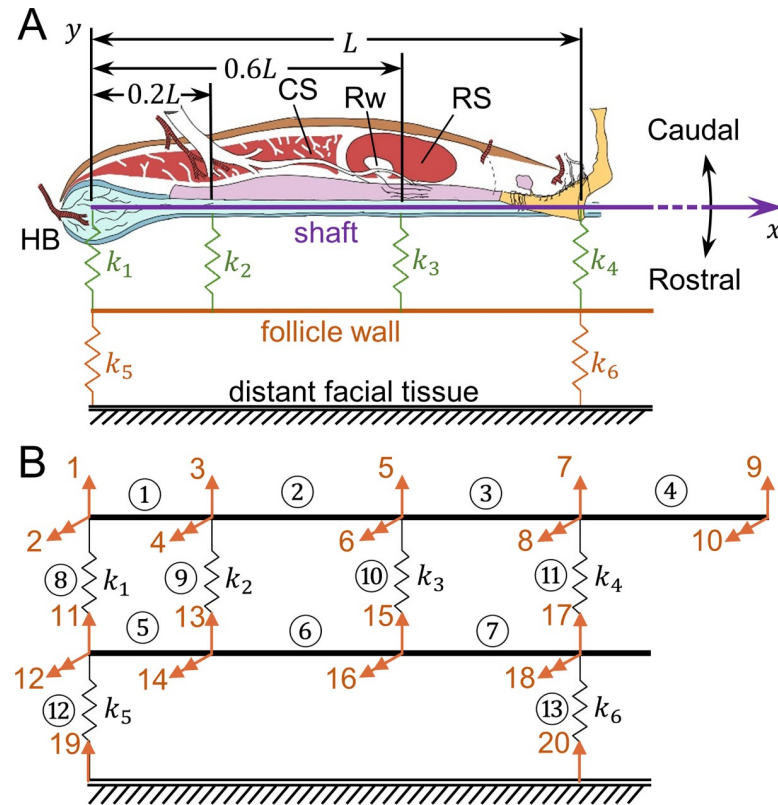 A
y
L
0.6L
0.2L
CS
Rw
RS
Caudal
HB
shaft
x
k₁
k₂
k₃
k₄
Rostral
follicle wall
k₅
k₆
distant facial tissue
B
1
3
5
7
9
①
②
③
④
2
4
6
8
10
⑧
k₁
⑨
k₂
⑩
k₃
⑪
k₄
11
13
15
17
⑤
⑥
⑦
12
14
16
18
⑫
k₅
⑬
k₆
19
20